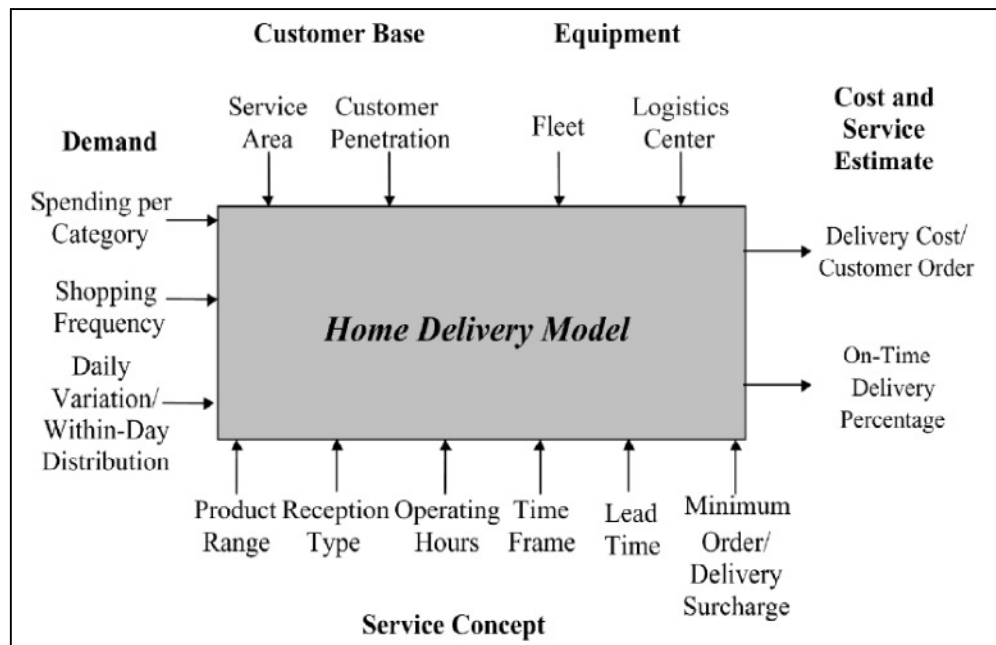 Customer Base
Equipment
Cost and
Service
Estimate
Demand
Service
Area
Customer
Penetration
Fleet
Logistics
Center
Spending per
Category
Shopping
Frequency
Daily
Variation/
Within-Day
Distribution
Home Delivery Model
Delivery Cost/
Customer Order
On-Time
Delivery
Percentage
Product
Range
Reception
Type
Operating
Hours
Time
Frame
Lead
Time
Minimum
Order/
Delivery
Surcharge
Service Concept